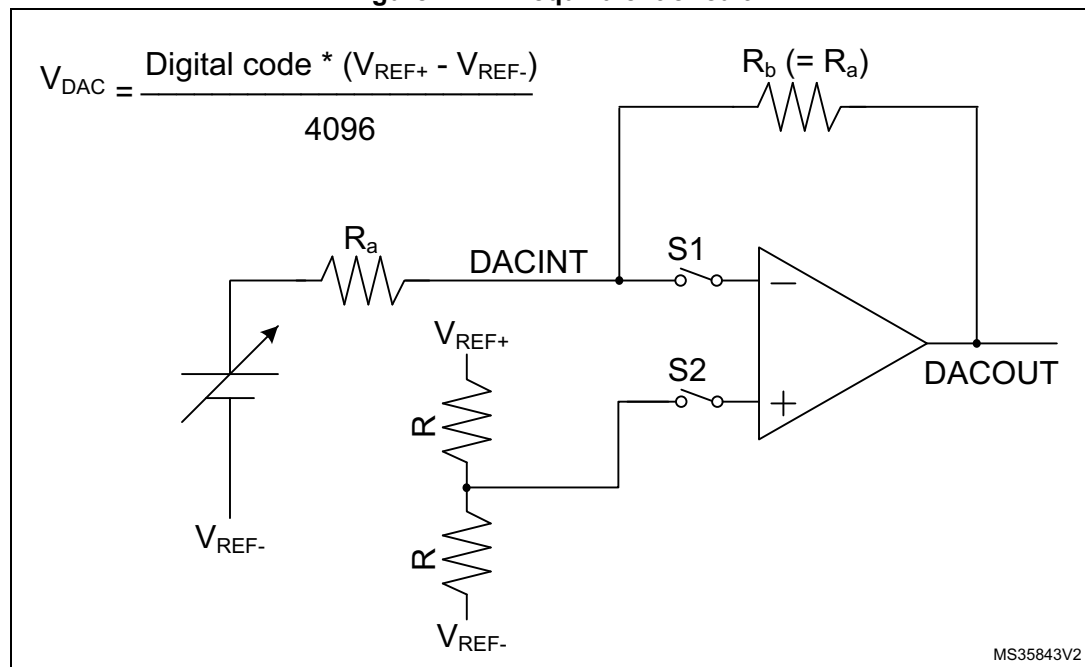 V_DAC = Digital code * (V_REF+ - V_REF-)
4096
R_b (= R_a)
R_a
DACINT
S1
V_REF+
S2
DACOUT
R
V_REF-
R
V_REF-
MS35843V2